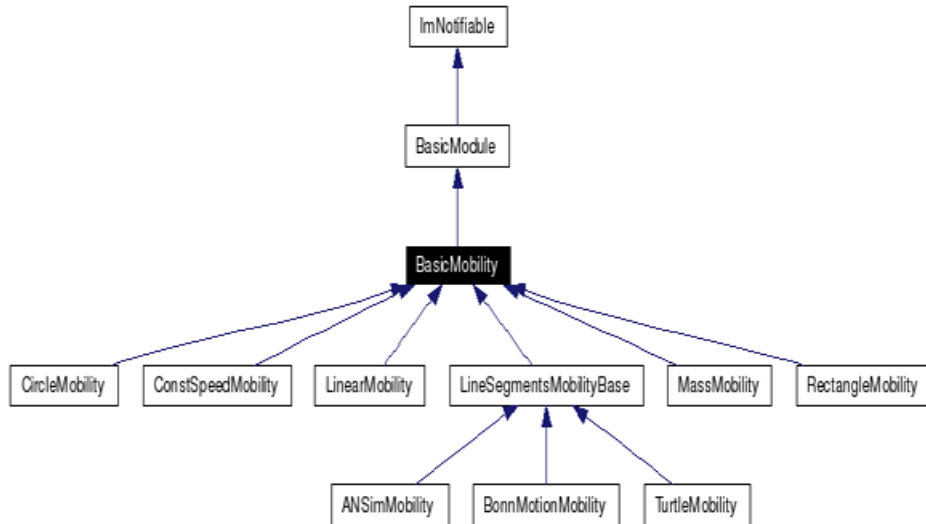 ImNotifiable
BasicModule
BasicMobility
CircleMobility
ConstSpeedMobility
LinearMobility
LineSegmentsMobilityBase
MassMobility
RectangleMobility
ANSimMobility
BonnMotionMobility
TurtleMobility